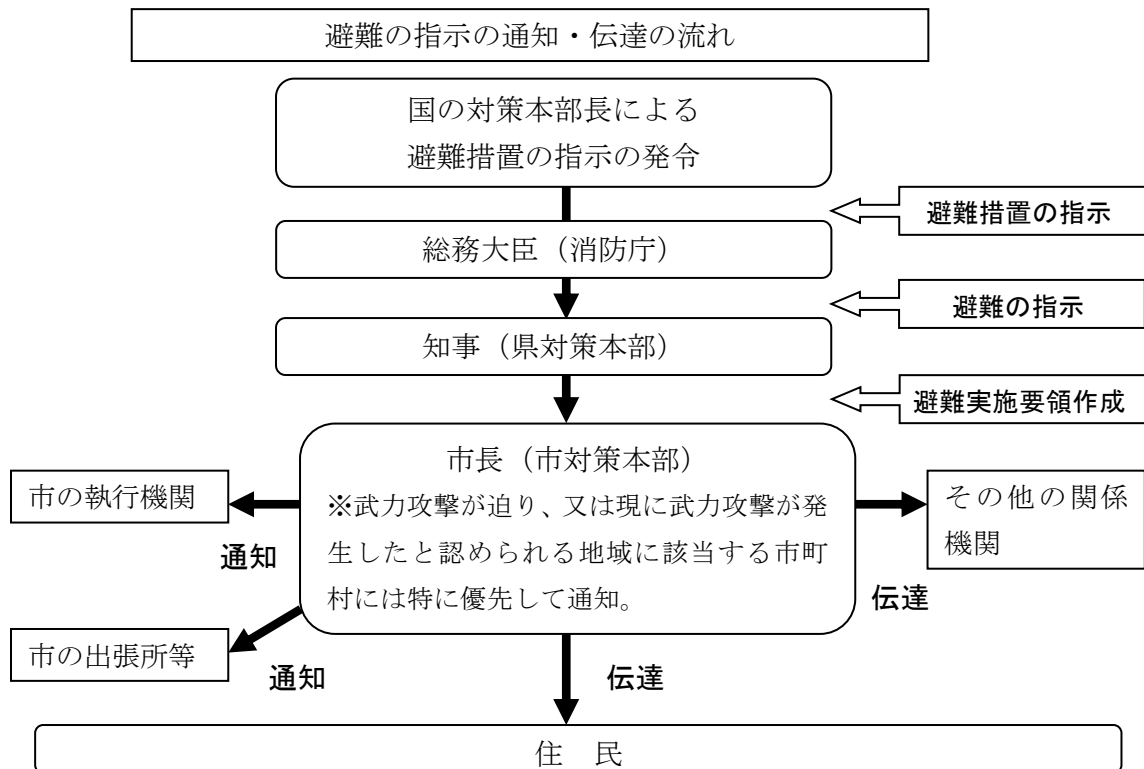 避難の指示の通知・伝達の流れ
国の対策本部長による
避難措置の指示の発令
避難措置の指示
総務大臣（消防庁）
避難の指示
知事（県対策本部）
避難実施要領作成
市長（市対策本部）
※武力攻撃が迫り、又は現に武力攻撃が発
生したと認められる地域に該当する市町
村には特に優先して通知。
市の執行機関
通知
その他の関係
機関
伝達
市の出張所等
通知
伝達
住　民